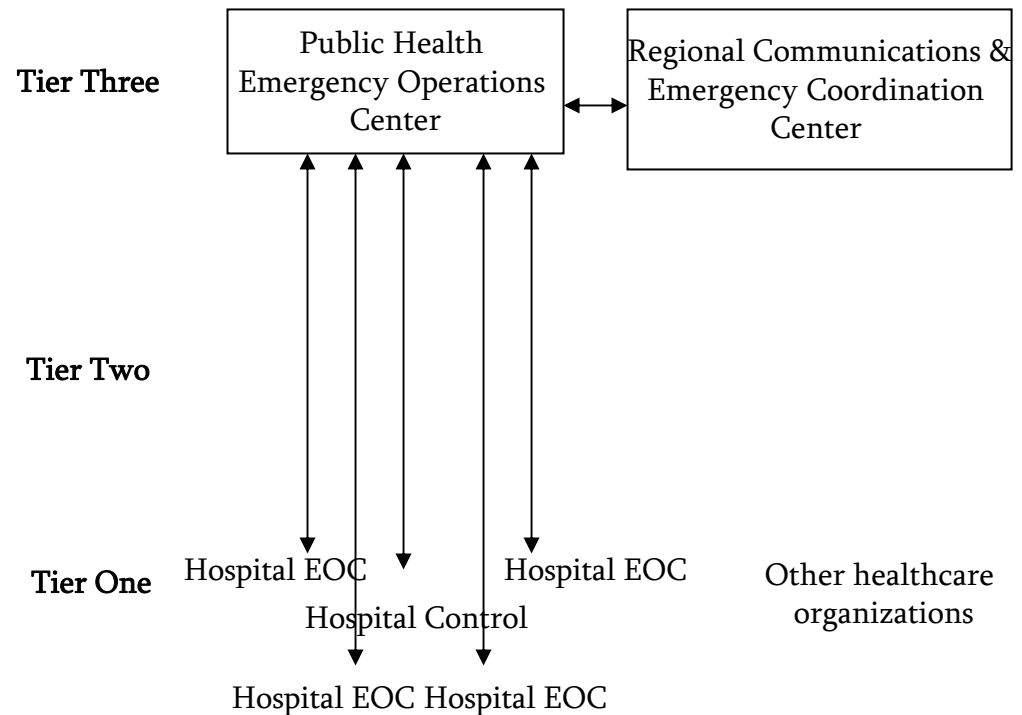 Public Health
Emergency Operations
Center
Regional Communications &
Emergency Coordination
Center
Tier Three
Tier Two
Tier One
Hospital EOC
Hospital EOC
Hospital Control
Hospital EOC Hospital EOC
Other healthcare
organizations